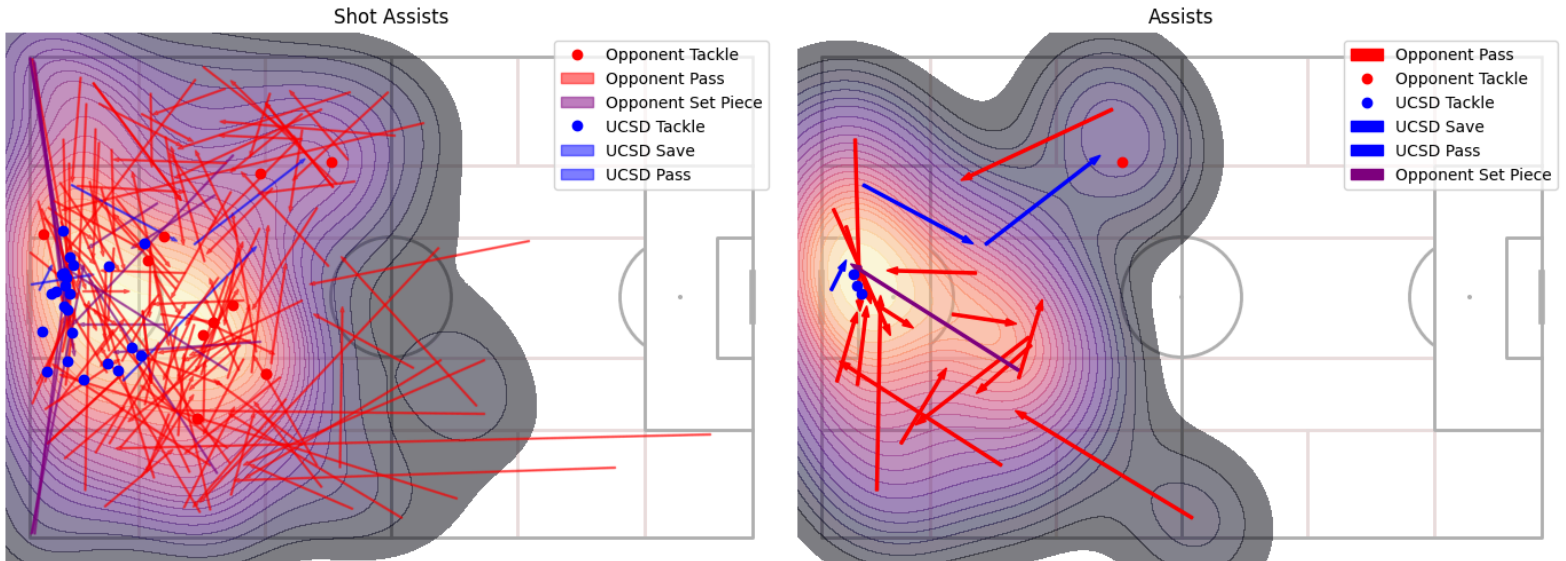 Shot Assists
Opponent Tackle
Opponent Pass
Opponent Set Piece
UCSD Tackle
UCSD Save
UCSD Pass
Assists
Opponent Pass
Opponent Tackle
UCSD Tackle
UCSD Save
UCSD Pass
Opponent Set Piece